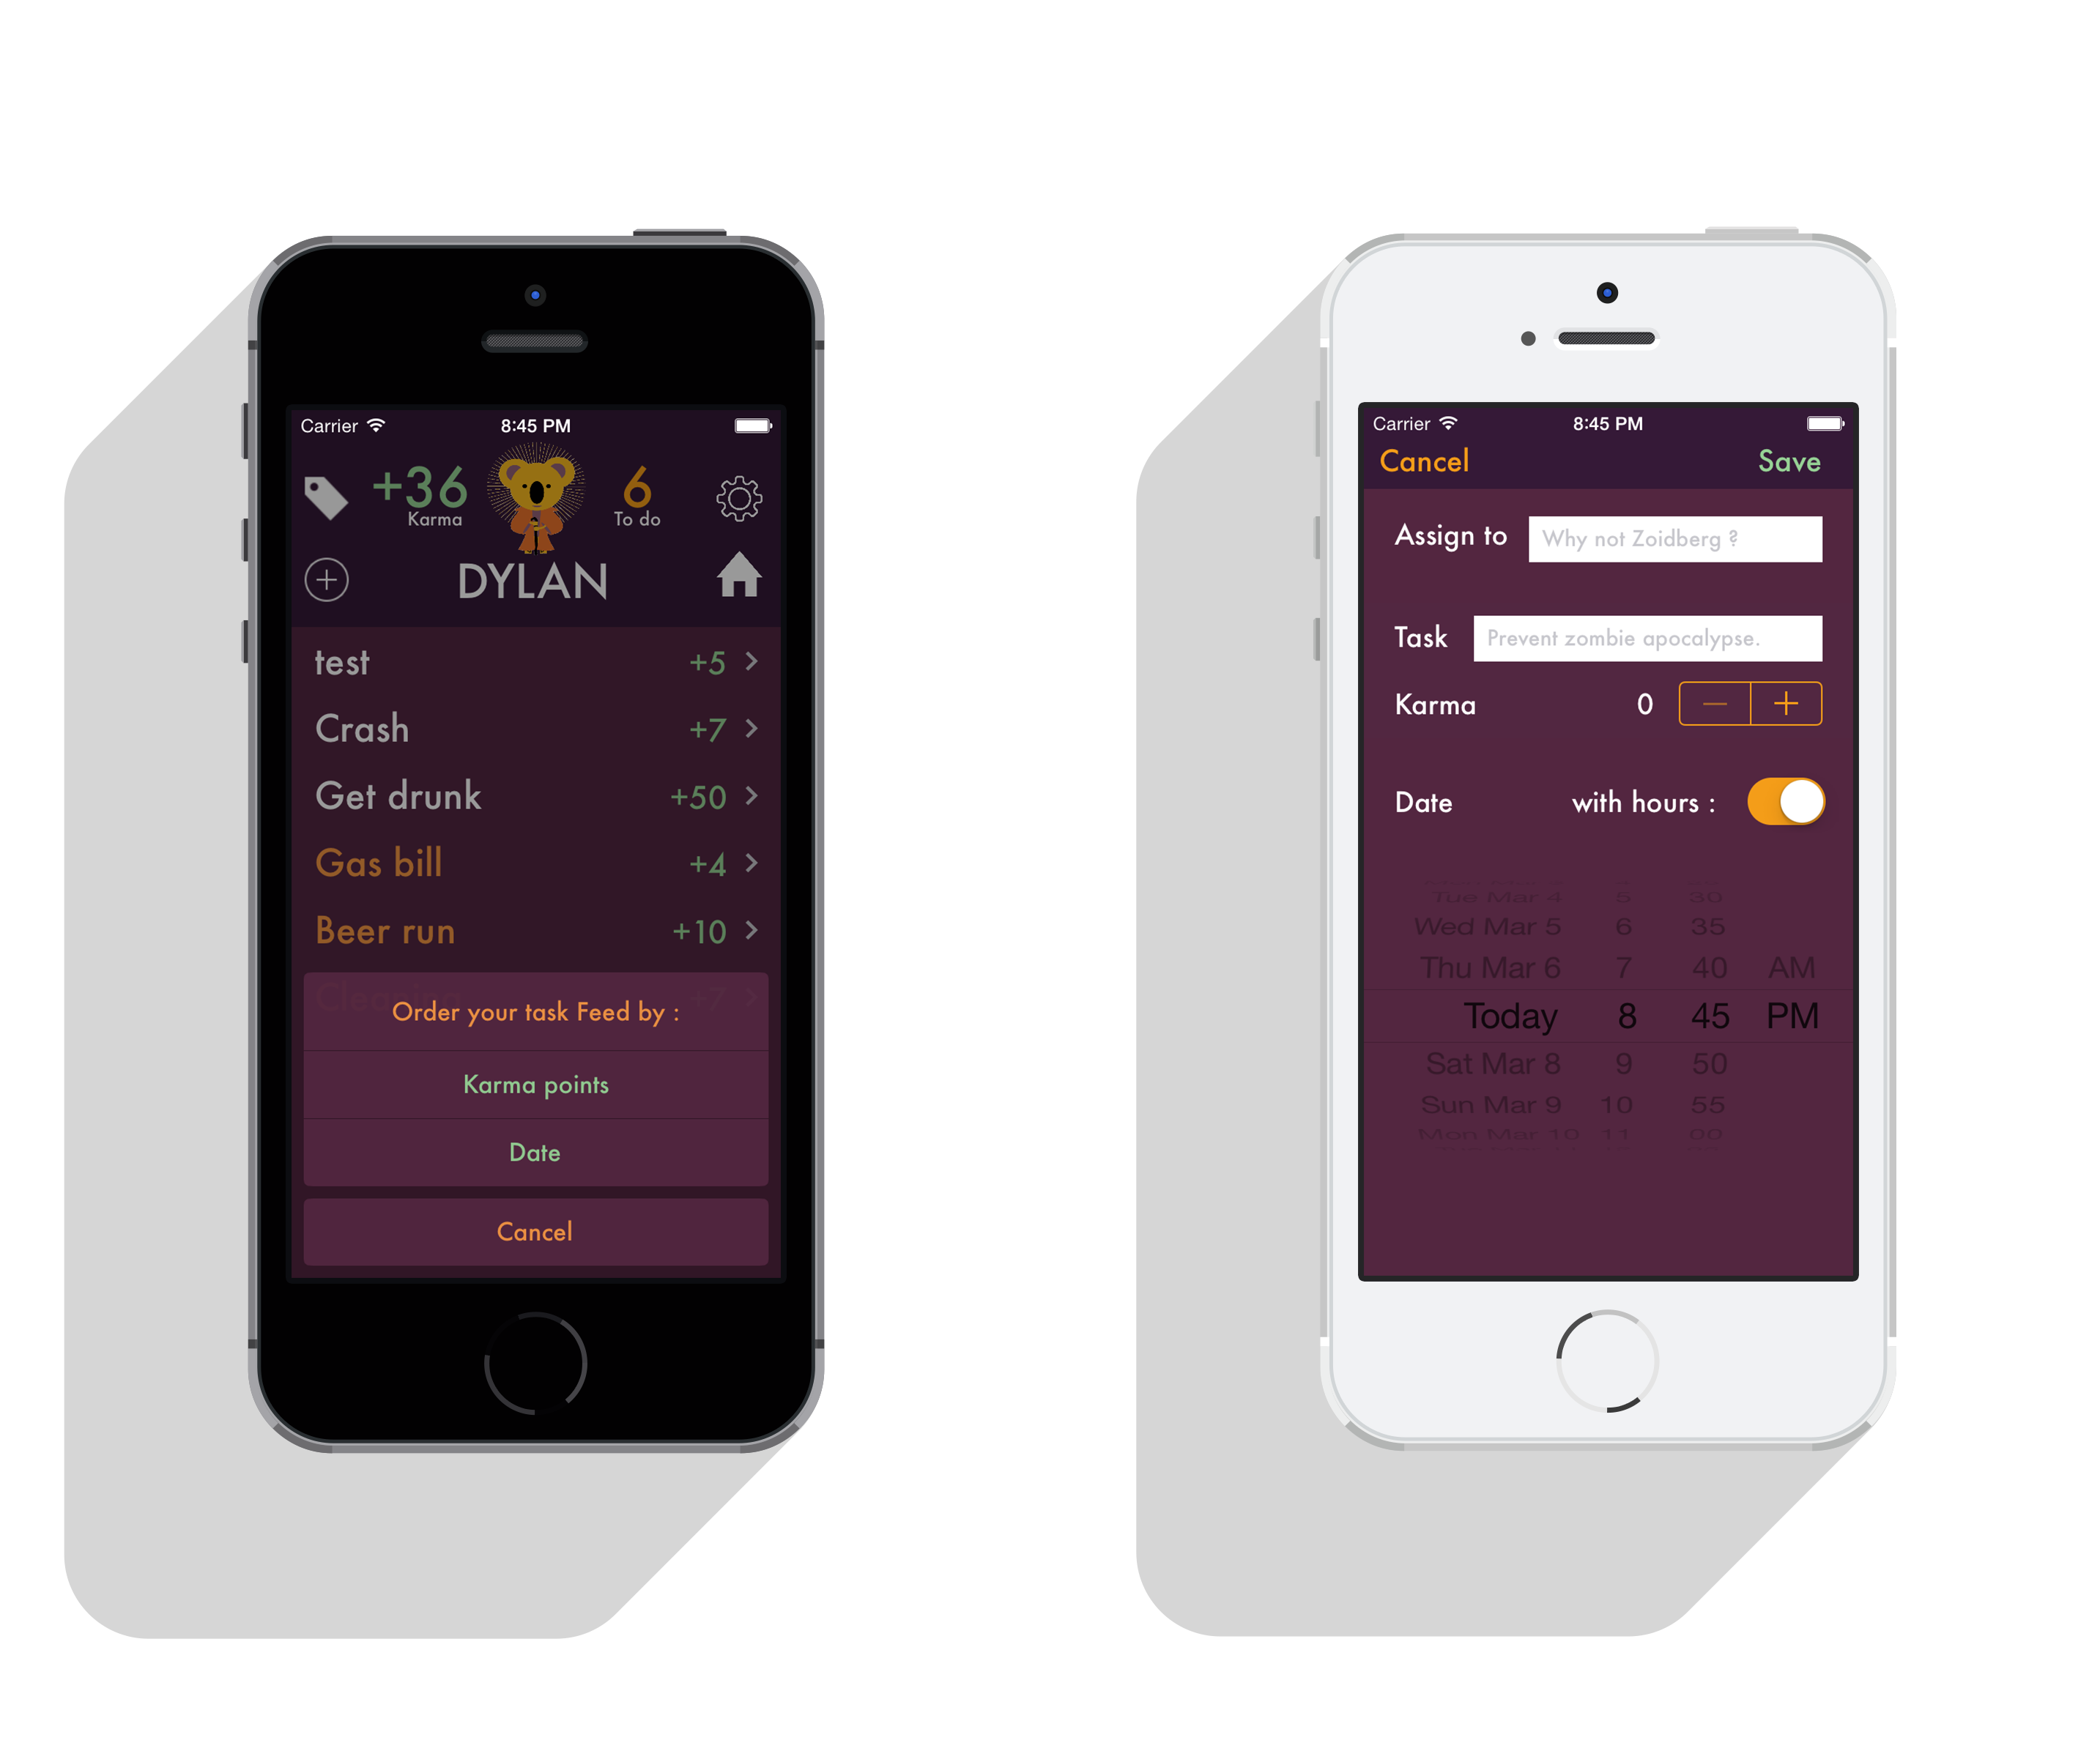 Carrier 8:45 PM
+36 6
Karma To do
DYLAN
test +5
Crash +7
Get drunk +50
Gas bill +4
Beer run +10
Cleaning +7
Order your task Feed by :
Karma points
Date
Cancel
Carrier 8:45 PM
Cancel Save
Assign to Why not Zoidberg ?
Task Prevent zombie apocalypse.
Karma 0
Date with hours :
Tue Mar 4 5 30
Wed Mar 5 6 35
Thu Mar 6 7 40 AM
Today 8 45 PM
Sat Mar 8 9 50
Sun Mar 9 10 55
Mon Mar 10 11 00